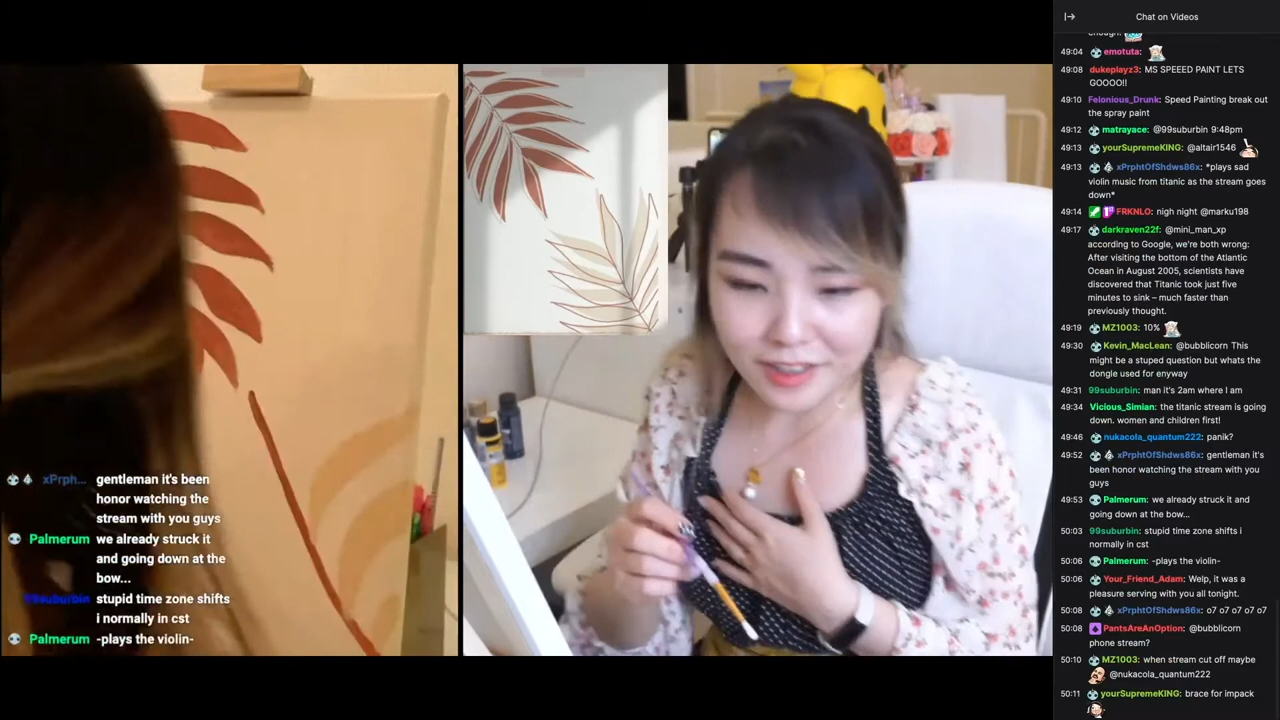 xPrph... gentleman it's been
honor watching the
stream with you guys
Palmerum we already struck it
and going down at the
bow...
99suburbin stupid time zone shifts
i normally in cst
Palmerum -plays the violin-
Chat on Videos
49:04 emotuta:
49:08 dukeplayz3: MS SPEEED PAINT LETS
GOOOO!!
49:10 Felonious_Drunk: Speed Painting break out
the spray paint
49:12 matrayace: @99suburbin 9:48pm
49:13 yourSupremeKING: @altair1546
49:13 xPrphtOfShdws86x: *plays sad
violin music from titanic as the stream goes
down*
49:14 FRKNLO: nigh night @marku198
49:17 darkraven22f: @mini_man_xp
according to Google, we're both wrong:
After visiting the bottom of the Atlantic
Ocean in August 2005, scientists have
discovered that Titanic took just five
minutes to sink – much faster than
previously thought.
49:19 MZ1003: 10%
49:30 Kevin_MacLean: @bubblicorn This
might be a stuped question but whats the
dongle used for enyway
49:31 99suburbin: man it's 2am where I am
49:34 Vicious_Simian: the titanic stream is going
down. women and children first!
49:46 nukacola_quantum222: panik?
49:52 xPrphtOfShdws86x: gentleman it's
been honor watching the stream with you
guys
49:53 Palmerum: we already struck it and
going down at the bow...
50:03 99suburbin: stupid time zone shifts i
normally in cst
50:06 Palmerum: -plays the violin-
50:06 Your_Friend_Adam: Welp, it was a
pleasure serving with you all tonight.
50:08 xPrphtOfShdws86x: o7 o7 o7 o7 o7
50:08 PantsAreAnOption: @bubblicorn
phone stream?
50:10 MZ1003: when stream cut off maybe
@nukacola_quantum222
50:11 yourSupremeKING: brace for impack